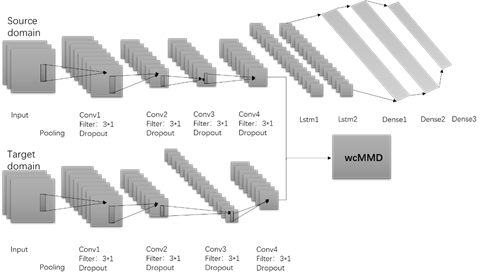 Source
domain
Input
Pooling
Conv1
Filter: 3*1
Dropout
Conv2
Filter: 3*1
Dropout
Conv3
Filter: 3*1
Dropout
Conv4
Filter: 3*1
Dropout
Lstm1
Lstm2
Dense1
Dense2
Dense3
wcMMD
Target
domain
Input
Pooling
Conv1
Filter: 3*1
Dropout
Conv2
Filter: 3*1
Dropout
Conv3
Filter: 3*1
Dropout
Conv4
Filter: 3*1
Dropout